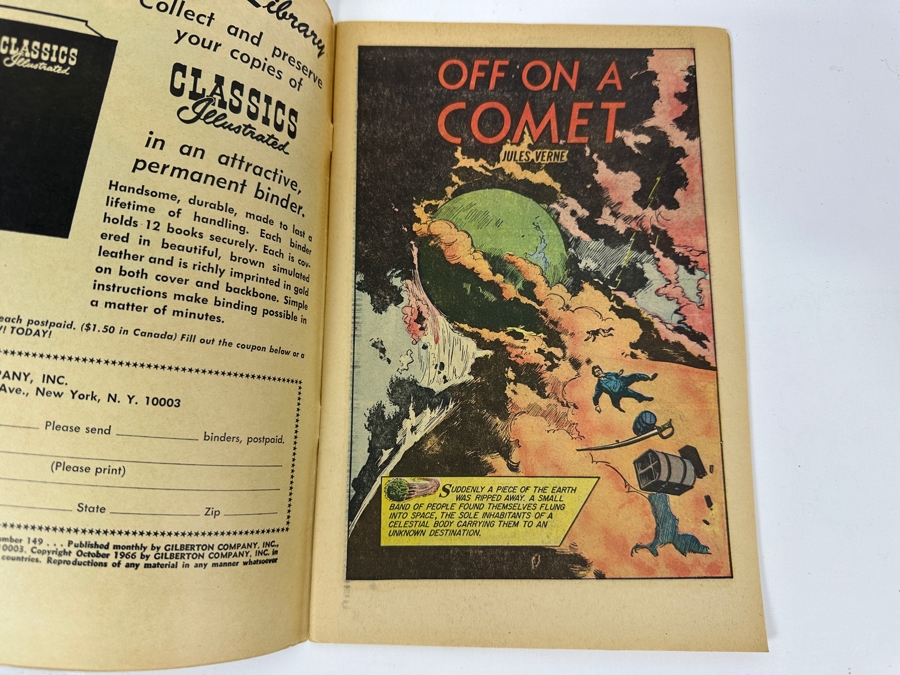 Library
Collect and preserve
your copies of
CLASSICS
Illustrated
CLASSICS
Illustrated
in an attractive,
permanent binder.
Handsome, durable, made to last a
lifetime of handling. Each binder
holds 12 books securely. Each is cov-
ered in beautiful, brown simulated
leather and is richly imprinted in gold
on both cover and backbone. Simple
instructions make binding possible in
a matter of minutes.
each postpaid. ($1.50 in Canada) Fill out the coupon below or a
TODAY!
INC.
Ave., New York, N. Y. 10003
Please send binders, postpaid.
(Please print)
State Zip
149 . . . Published monthly by GILBERTON COMPANY, INC.,
10003. Copyright October 1966 by GILBERTON COMPANY, INC. in
countries. Reproductions of any material in any manner whatsoever
OFF ON A
COMET
JULES VERNE
SUDDENLY A PIECE OF THE EARTH
WAS RIPPED AWAY. A SMALL
BAND OF PEOPLE FOUND THEMSELVES FLUNG
INTO SPACE, THE SOLE INHABITANTS OF A
CELESTIAL BODY CARRYING THEM TO AN
UNKNOWN DESTINATION.